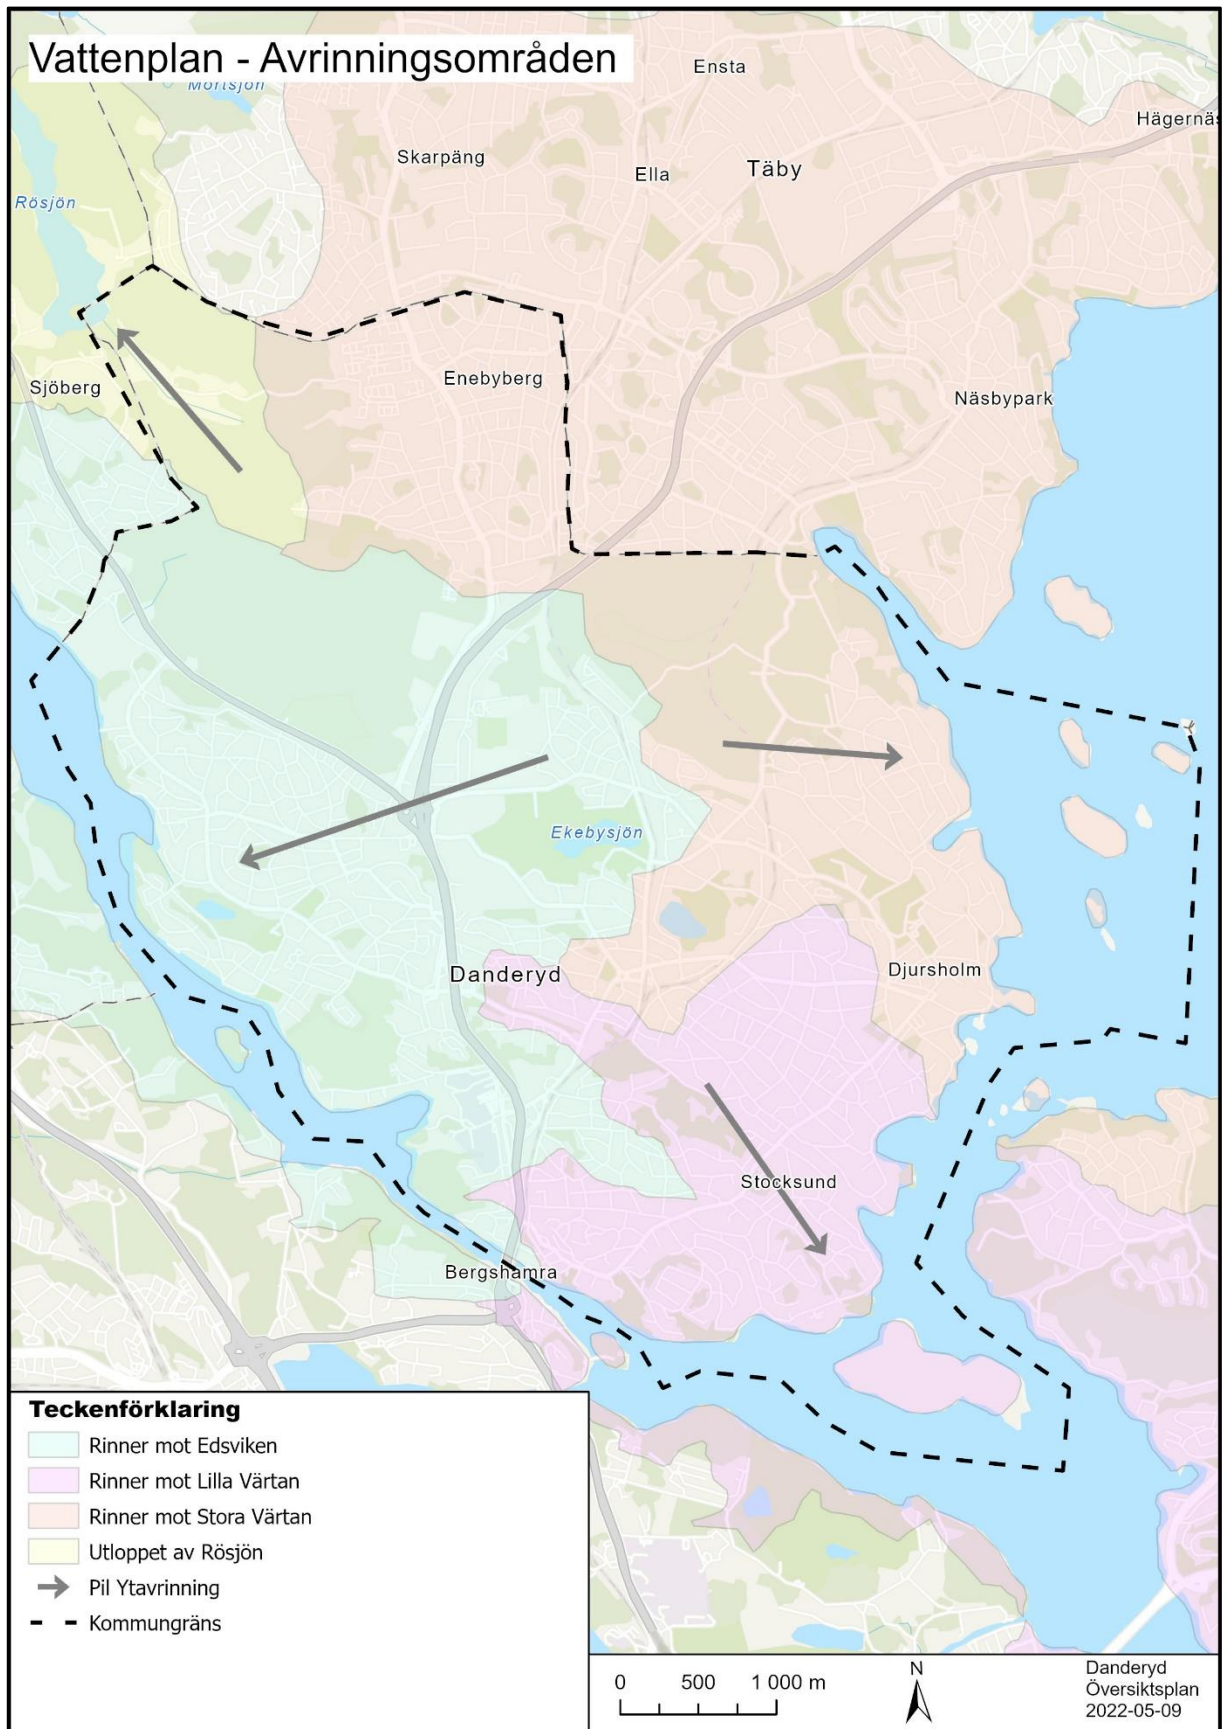 Vattenplan - Avrinningsområden
Mörtsjön
Ensta
Hägernäs
Skarpäng
Ella
Täby
Rösjön
Sjöberg
Enebyberg
Näsbypark
Ekebysjön
Danderyd
Djursholm
Stocksund
Bergshamra
Teckenförklaring
Rinner mot Edsviken
Rinner mot Lilla Värtan
Rinner mot Stora Värtan
Utloppet av Rösjön
Pil Ytavrinning
Kommungräns
0 500 1 000 m
N
Danderyd
Översiktsplan
2022-05-09